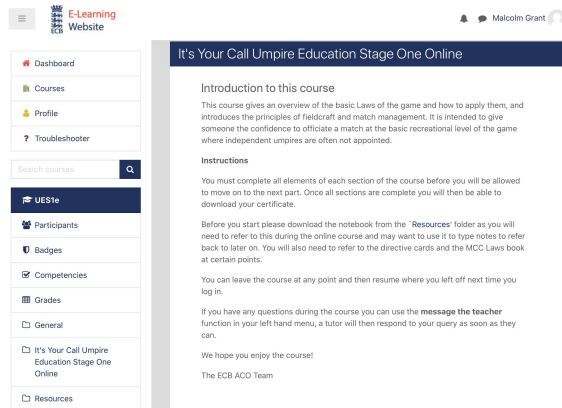 E-Learning
Website
ECB
Malcolm Grant
Dashboard
Courses
Profile
? Troubleshooter
Search courses
UES1e
Participants
Badges
Competencies
Grades
General
It's Your Call Umpire
Education Stage One
Online
Resources
It's Your Call Umpire Education Stage One Online
Introduction to this course
This course gives an overview of the basic Laws of the game and how to apply them, and
introduces the principles of fieldcraft and match management. It is intended to give
someone the confidence to officiate a match at the basic recreational level of the game
where independent umpires are often not appointed.
Instructions
You must complete all elements of each section of the course before you will be allowed
to move on to the next part. Once all sections are complete you will then be able to
download your certificate.
Before you start please download the notebook from the `Resources' folder as you will
need to refer to this during the online course and may want to use it to type notes to refer
back to later on. You will also need to refer to the directive cards and the MCC Laws book
at certain points.
You can leave the course at any point and then resume where you left off next time you
log in.
If you have any questions during the course you can use the message the teacher
function in your left hand menu, a tutor will then respond to your query as soon as they
can.
We hope you enjoy the course!
The ECB ACO Team